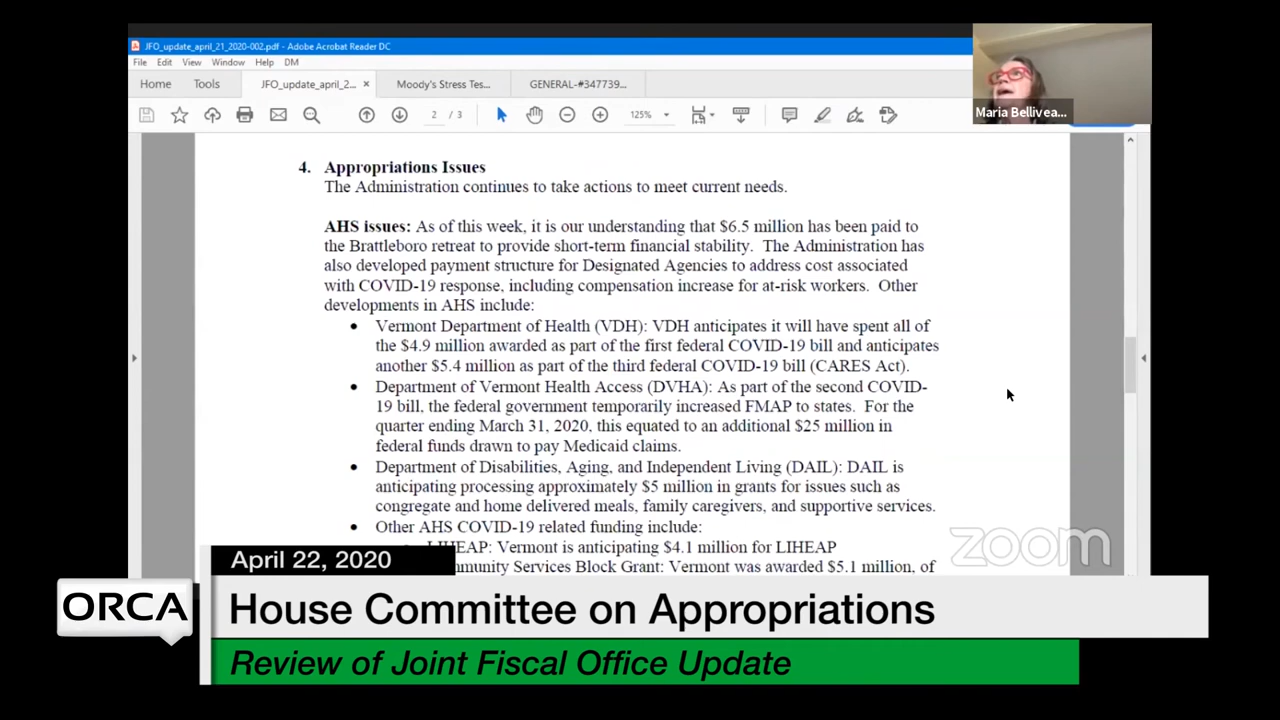 JFO_update_april_21_2020-002.pdf - Adobe Acrobat Reader DC
File Edit View Window Help DM
Home Tools JFO_update_april_2... × Moody's Stress Tes... GENERAL-#347739...
2 / 3 125%
Maria Bellivea...
4. Appropriations Issues
The Administration continues to take actions to meet current needs.
AHS issues: As of this week, it is our understanding that $6.5 million has been paid to
the Brattleboro retreat to provide short-term financial stability. The Administration has
also developed payment structure for Designated Agencies to address cost associated
with COVID-19 response, including compensation increase for at-risk workers. Other
developments in AHS include:
• Vermont Department of Health (VDH): VDH anticipates it will have spent all of
the $4.9 million awarded as part of the first federal COVID-19 bill and anticipates
another $5.4 million as part of the third federal COVID-19 bill (CARES Act).
• Department of Vermont Health Access (DVHA): As part of the second COVID-
19 bill, the federal government temporarily increased FMAP to states. For the
quarter ending March 31, 2020, this equated to an additional $25 million in
federal funds drawn to pay Medicaid claims.
• Department of Disabilities, Aging, and Independent Living (DAIL): DAIL is
anticipating processing approximately $5 million in grants for issues such as
congregate and home delivered meals, family caregivers, and supportive services.
• Other AHS COVID-19 related funding include:
LIHEAP: Vermont is anticipating $4.1 million for LIHEAP
Services Block Grant: Vermont was awarded $5.1 million, of
zoom
April 22, 2020
ORCA
House Committee on Appropriations
Review of Joint Fiscal Office Update